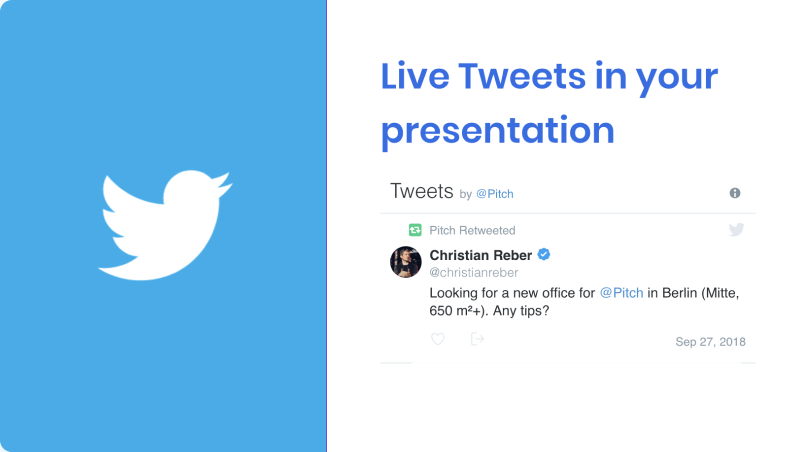 Live Tweets in your
presentation
Tweets by @Pitch
Pitch Retweeted
Christian Reber
@christianreber
Looking for a new office for @Pitch in Berlin (Mitte,
650 m²+). Any tips?
Sep 27, 2018